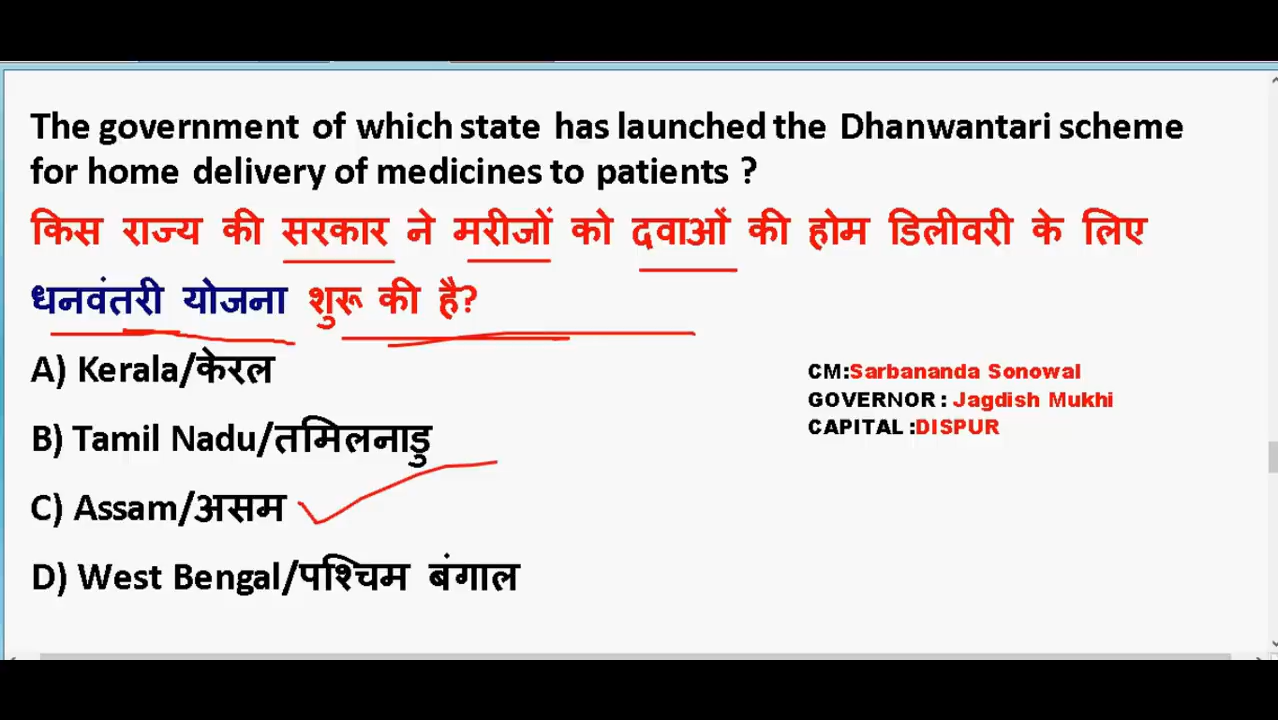 The government of which state has launched the Dhanwantari scheme
for home delivery of medicines to patients ?
किस राज्य की सरकार ने मरीजों को दवाओं की होम डिलीवरी के लिए
धनवंतरी योजना शुरू की है?
A) Kerala/केरल
B) Tamil Nadu/तमिलनाडु
C) Assam/असम
D) West Bengal/पश्चिम बंगाल
CM:Sarbananda Sonowal
GOVERNOR : Jagdish Mukhi
CAPITAL :DISPUR